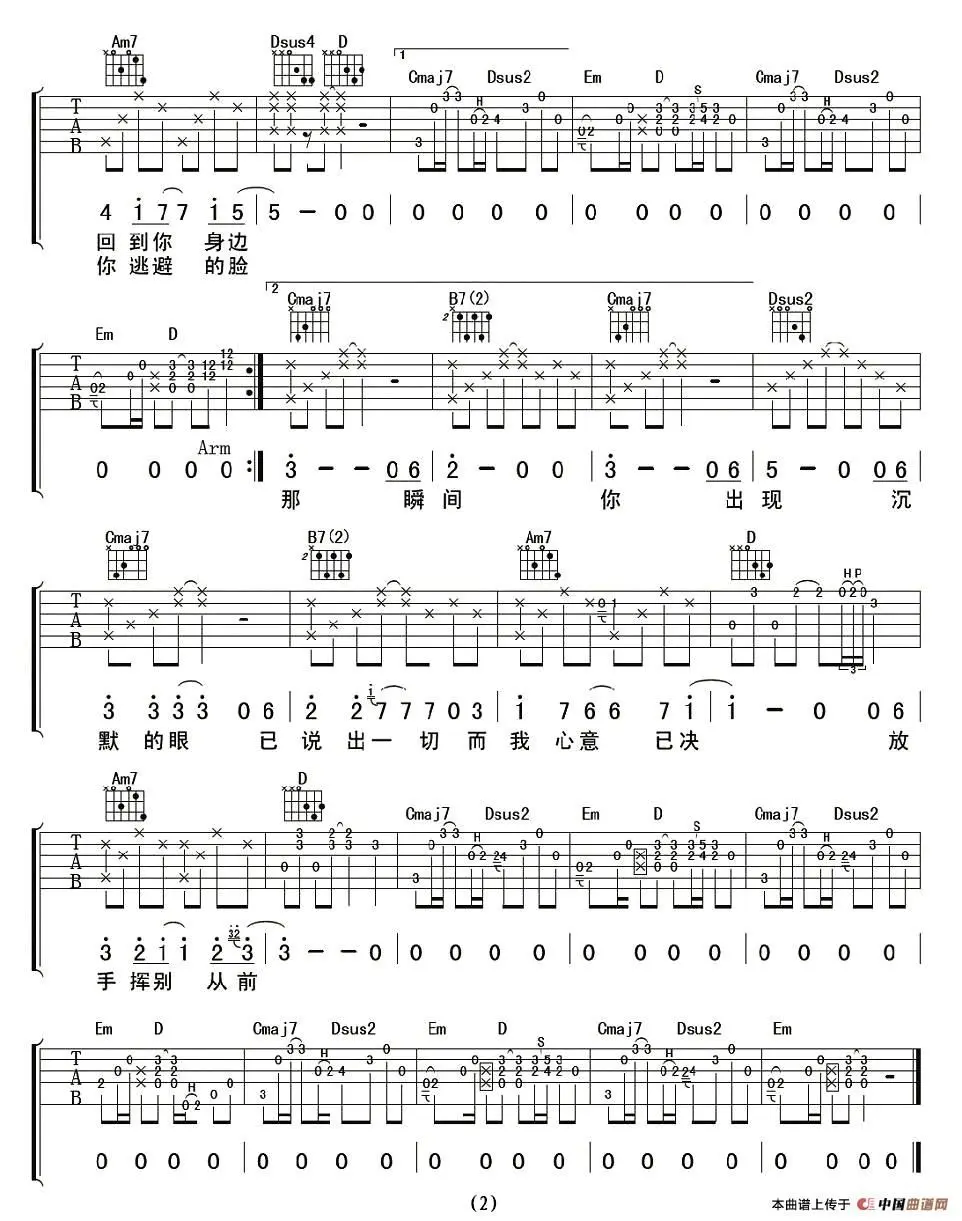 Am7 Dsus4 D
1
Cmaj7 Dsus2 Em D Cmaj7 Dsus2
H S H
T A B
4 i 7 7 i 5 5 - 0 0 0 0 0 0 0 0 0 0 0 0 0 0
回 到 你 身 边
你 逃 避 的 脸
2
Em D Cmaj7 B7(2) Cmaj7 Dsus2
T A B
Arm
0 0 0 0 3 - - 0 6 2 - 0 0 3 - - 0 6 5 - 0 0 6
那 瞬 间 你 出 现 沉
Cmaj7 B7(2) Am7 D
H P
T A B
3
3 3 3 3 0 6 2 2 i 7 7 7 0 3 i 7 6 6 7 i i - 0 0 6
默 的 眼 已 说 出 一 切 而 我 心 意 已 决 放
Am7 D Cmaj7 Dsus2 Em D Cmaj7 Dsus2
H S H
T A B
3 2 i i 32 2 3 3 - - 0 0 0 0 0 0 0 0 0 0 0 0 0
手 挥 别 从 前
Em D Cmaj7 Dsus2 Em D Cmaj7 Dsus2 Em
H H S H
T A B
0 0 0 0 0 0 0 0 0 0 0 0 0 0 0 0 0 0 0 0
(2)
本曲谱上传于 中国曲谱网